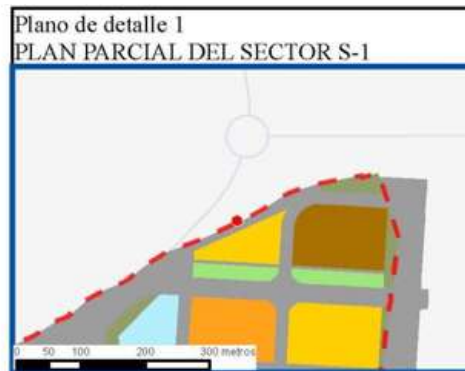 Plano de detalle 1
PLAN PARCIAL DEL SECTOR S-1
0 50 100 200 300 metros